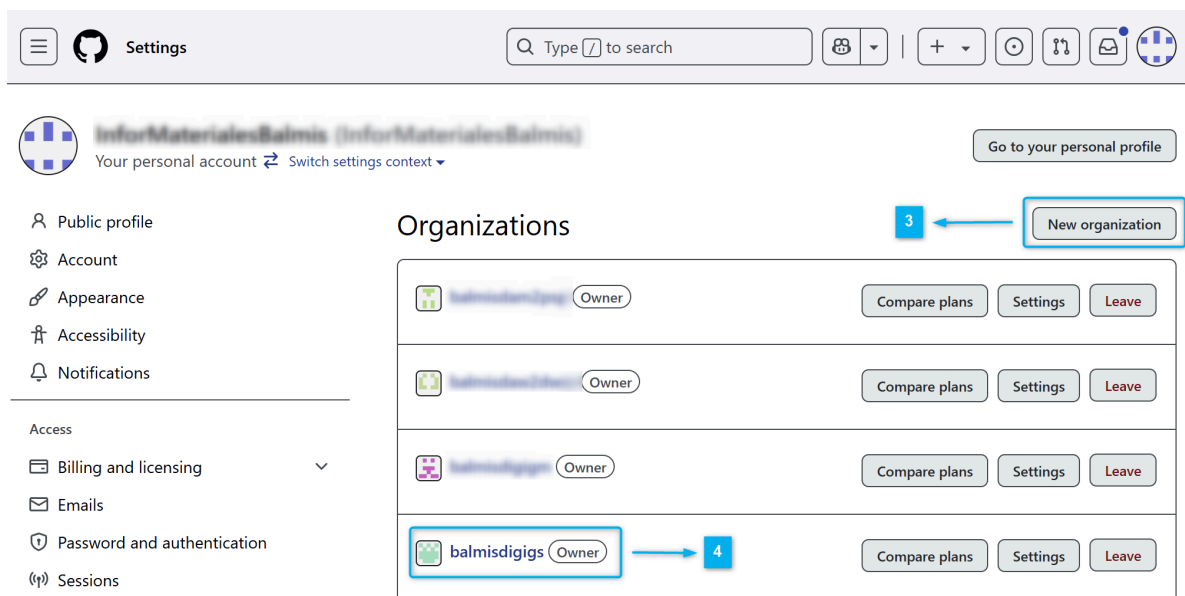 Settings
Type / to search
InforMaterialesBalmis (InforMaterialesBalmis)
Your personal account Switch settings context
Go to your personal profile
Public profile
Account
Appearance
Accessibility
Notifications
Access
Billing and licensing
Emails
Password and authentication
Sessions
Organizations
3
New organization
Owner
Compare plans Settings Leave
Owner
Compare plans Settings Leave
Owner
Compare plans Settings Leave
balmisdigigs Owner
4
Compare plans Settings Leave